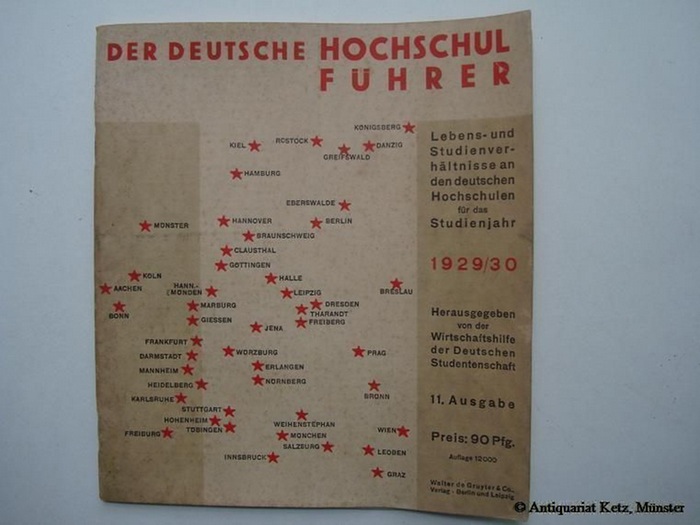 DER DEUTSCHE HOCHSCHUL
FÜHRER
KÖNIGSBERG
KIEL
ROSTOCK
GREIFSWALD
DANZIG
HAMBURG
EBERSWALDE
MÜNSTER
HANNOVER
BERLIN
BRAUNSCHWEIG
CLAUSTHAL
GÖTTINGEN
KÖLN
HALLE
AACHEN
HANN.-
MÜNDEN
LEIPZIG
BRESLAU
BONN
MARBURG
DRESDEN
THARANDT
GIESSEN
FREIBERG
JENA
FRANKFURT
DARMSTADT
WÜRZBURG
PRAG
MANNHEIM
ERLANGEN
HEIDELBERG
NÜRNBERG
BRÜNN
KARLSRUHE
STUTTGART
HOHENHEIM
WEIHENSTEPHAN
FREIBURG
TÜBINGEN
MÜNCHEN
WIEN
SALZBURG
LEOBEN
INNSBRUCK
GRAZ
Lebens- und
Studienver-
hältnisse an
den deutschen
Hochschulen
für das
Studienjahr
1929/30
Herausgegeben
von der
Wirtschaftshilfe
der Deutschen
Studentenschaft
11. Ausgabe
Preis: 90 Pfg.
Auflage 12000
Walter de Gruyter & Co.,
Verlag - Berlin und Leipzig
© Antiquariat Ketz, Münster